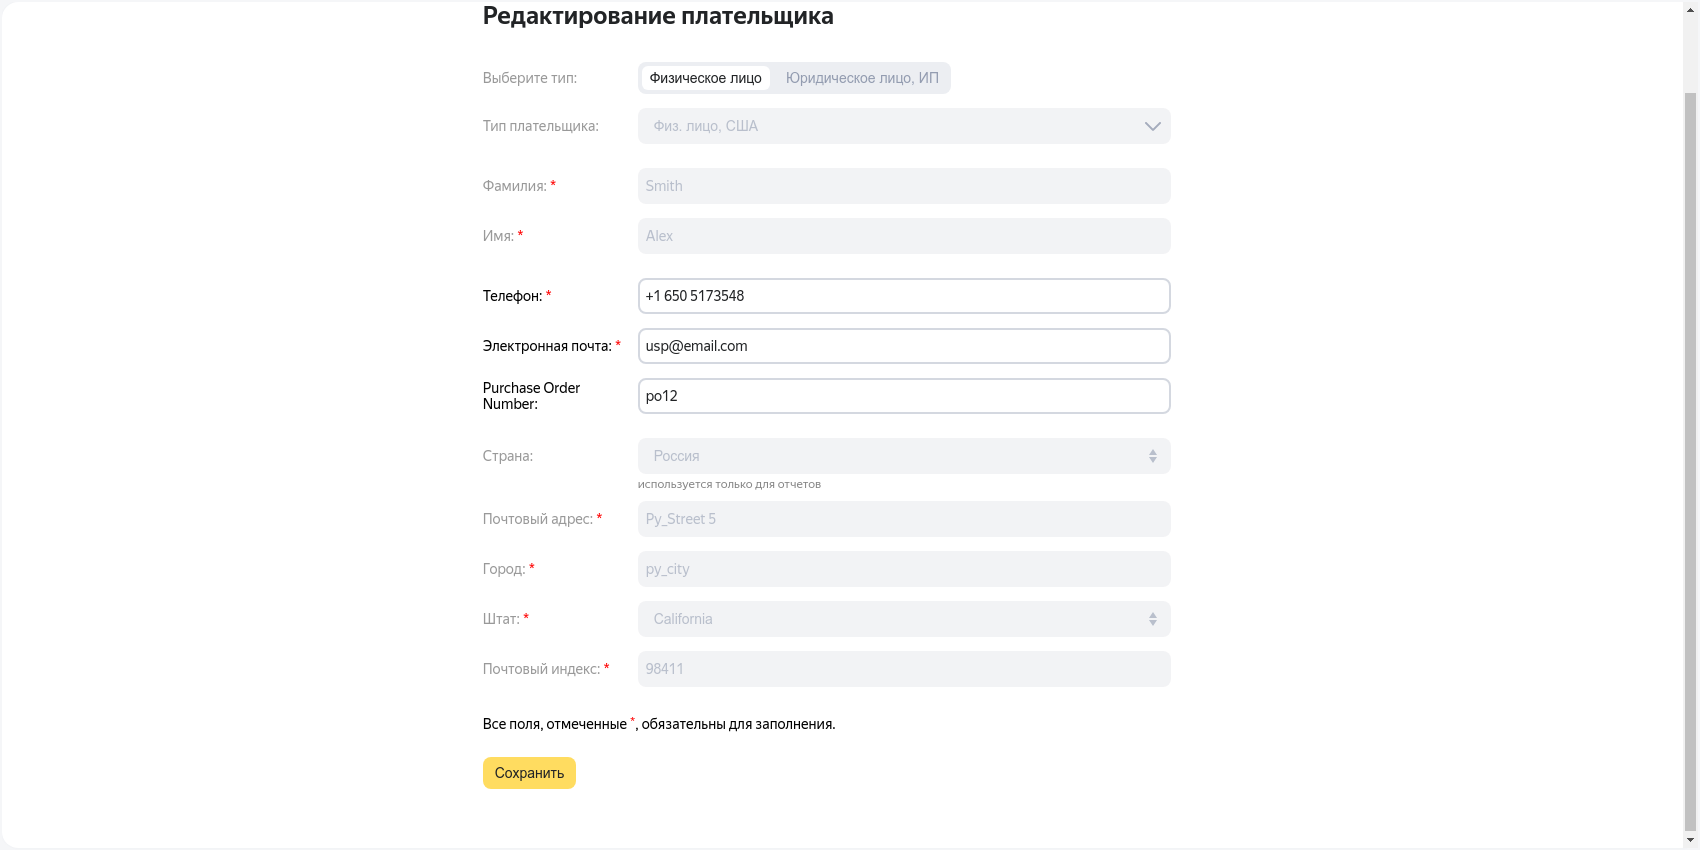 Редактирование плательщика
Выберите тип: Физическое лицо Юридическое лицо, ИП
Тип плательщика: Физ. лицо, США
Фамилия: * Smith
Имя: * Alex
Телефон: * +1 650 5173548
Электронная почта: * usp@email.com
Purchase Order
Number: po12
Страна: Россия
используется только для отчетов
Почтовый адрес: * Py_Street 5
Город: * py_city
Штат: * California
Почтовый индекс: * 98411
Все поля, отмеченные *, обязательны для заполнения.
Сохранить